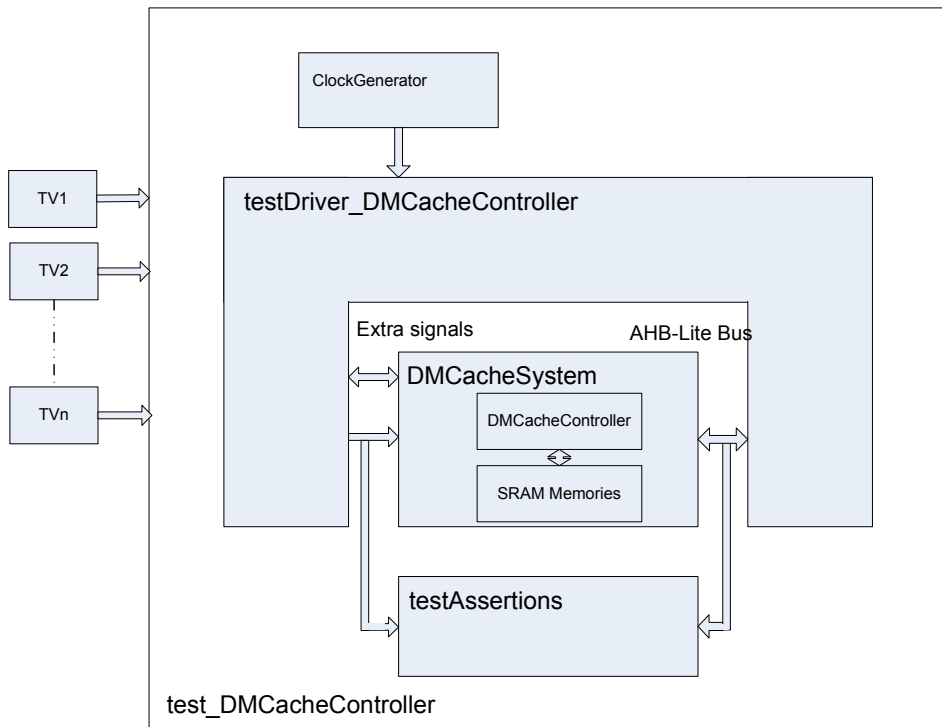 ClockGenerator
TV1
testDriver_DMCacheController
TV2
Extra signals
AHB-Lite Bus
DMCacheSystem
TVn
DMCacheController
SRAM Memories
testAssertions
test_DMCacheController